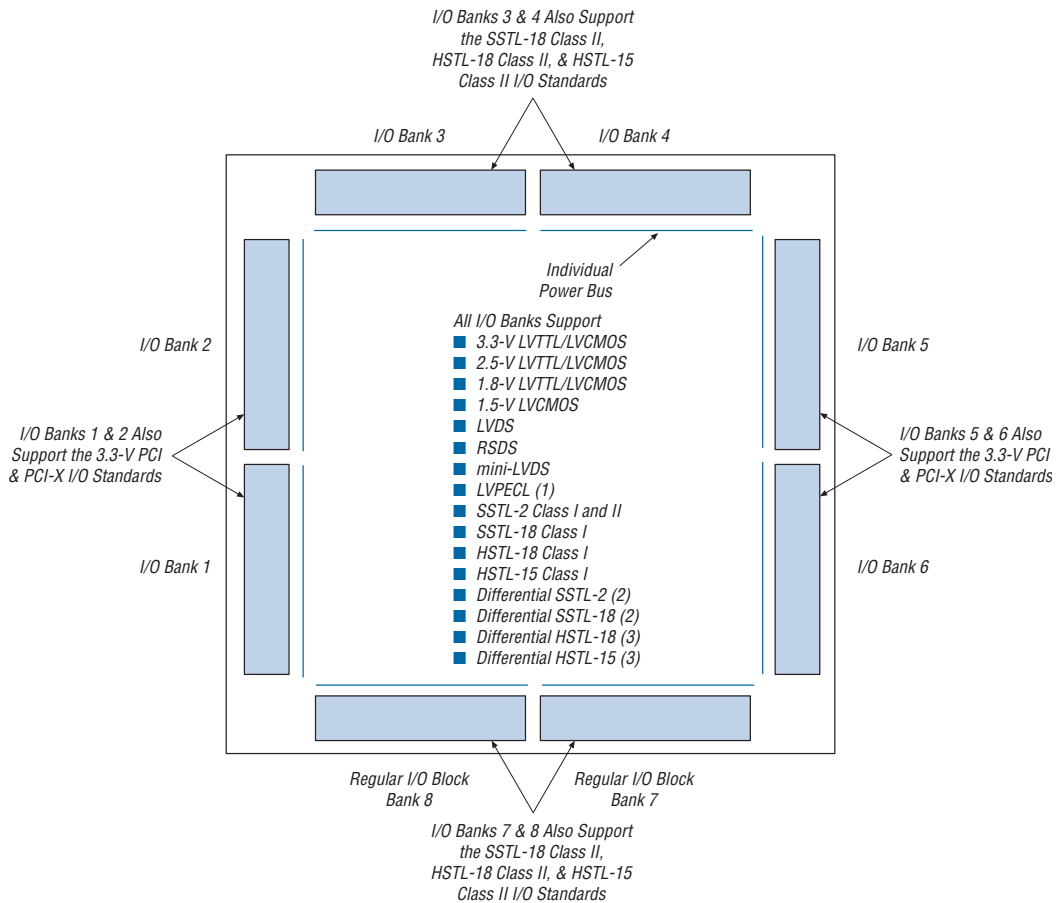 I/O Banks 3 & 4 Also Support
the SSTL-18 Class II,
HSTL-18 Class II, & HSTL-15
Class II I/O Standards
I/O Bank 3
I/O Bank 4
Individual
Power Bus
All I/O Banks Support
3.3-V LVTTL/LVCMOS
2.5-V LVTTL/LVCMOS
1.8-V LVTTL/LVCMOS
1.5-V LVCMOS
LVDS
RSDS
mini-LVDS
LVPECL (1)
SSTL-2 Class I and II
SSTL-18 Class I
HSTL-18 Class I
HSTL-15 Class I
Differential SSTL-2 (2)
Differential SSTL-18 (2)
Differential HSTL-18 (3)
Differential HSTL-15 (3)
I/O Bank 2
I/O Banks 1 & 2 Also
Support the 3.3-V PCI
& PCI-X I/O Standards
I/O Bank 1
I/O Bank 5
I/O Banks 5 & 6 Also
Support the 3.3-V PCI
& PCI-X I/O Standards
I/O Bank 6
Regular I/O Block
Bank 8
Regular I/O Block
Bank 7
I/O Banks 7 & 8 Also Support
the SSTL-18 Class II,
HSTL-18 Class II, & HSTL-15
Class II I/O Standards